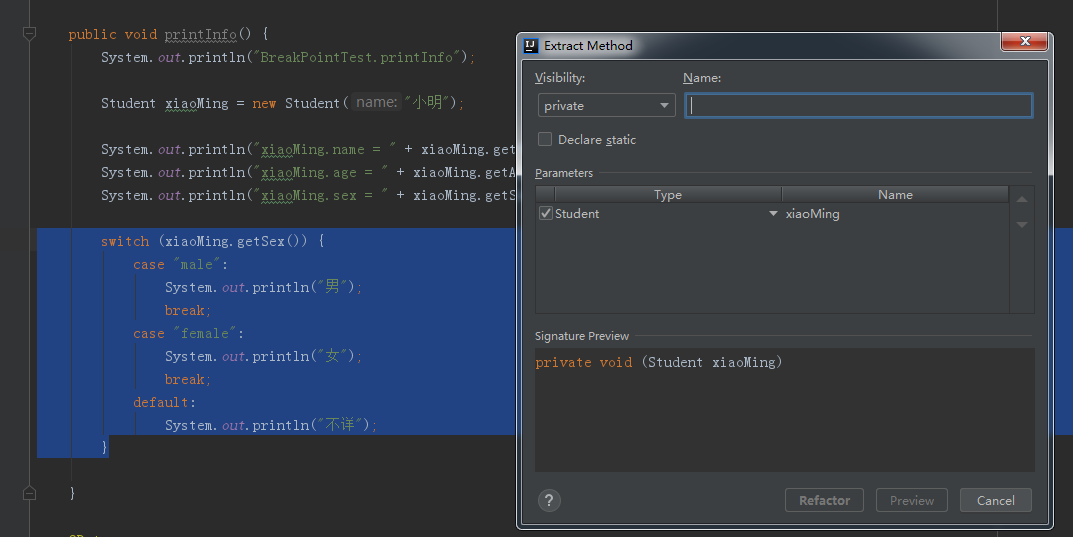 public void printInfo() {
System.out.println("BreakPointTest.printInfo");
Student xiaoMing = new Student( name: "小明");
System.out.println("xiaoMing.name = " + xiaoMing.get
System.out.println("xiaoMing.age = " + xiaoMing.getA
System.out.println("xiaoMing.sex = " + xiaoMing.getS
switch (xiaoMing.getSex()) {
case "male":
System.out.println("男");
break;
case "female":
System.out.println("女");
break;
default:
System.out.println("不详");
}
}
Extract Method
Visibility:
Name:
private
Declare static
Parameters
Type
Name
Student
xiaoMing
Signature Preview
private void (Student xiaoMing)
?
Refactor
Preview
Cancel